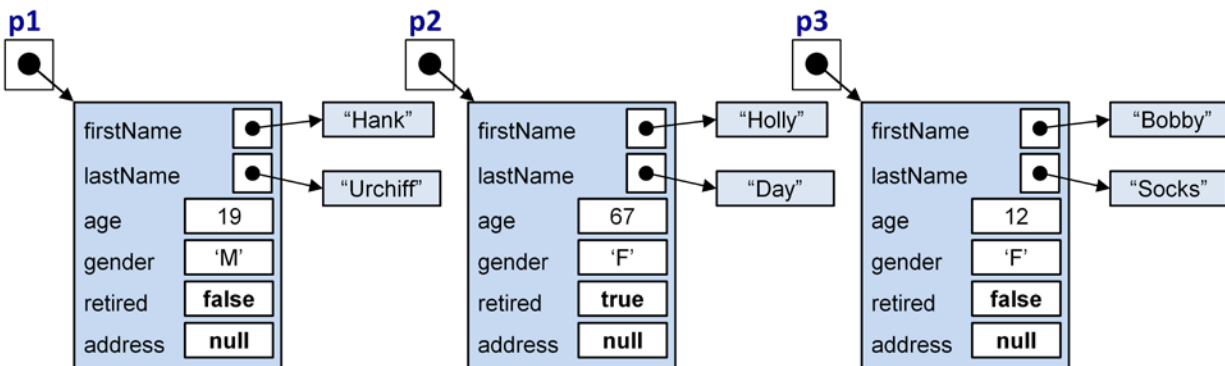 p1
p2
p3
firstName
"Hank"
lastName
"Urchiff"
age
19
gender
'M'
retired
false
address
null
firstName
"Holly"
lastName
"Day"
age
67
gender
'F'
retired
true
address
null
firstName
"Bobby"
lastName
"Socks"
age
12
gender
'F'
retired
false
address
null